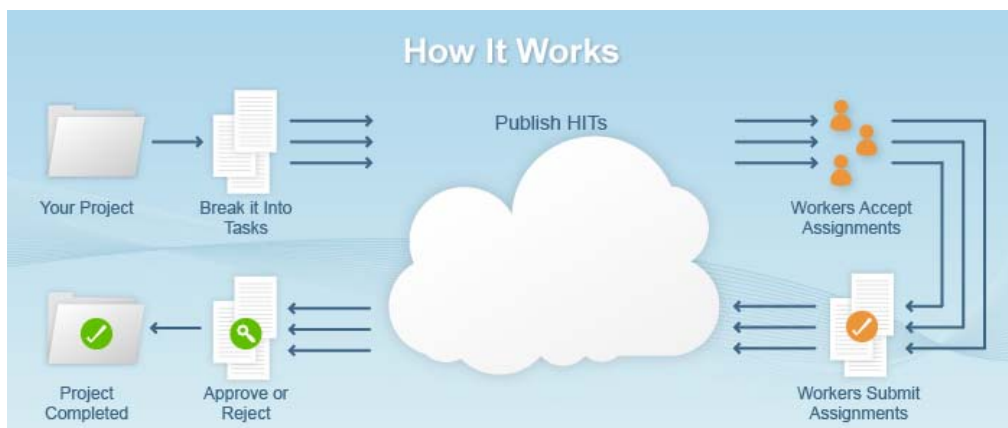 How It Works
Publish HITs
Your Project
Break it Into
Tasks
Workers Accept
Assignments
Project
Completed
Approve or
Reject
Workers Submit
Assignments